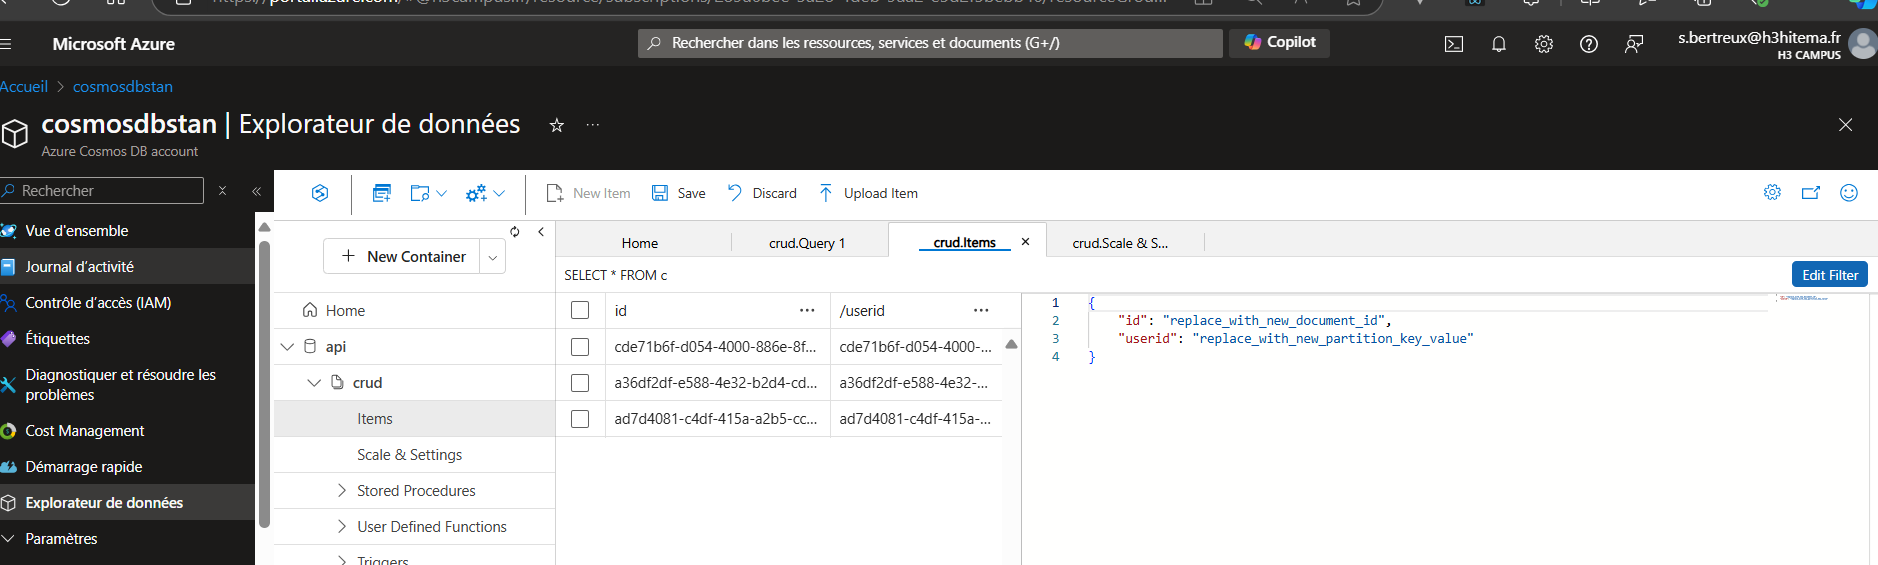 Microsoft Azure
Rechercher dans les ressources, services et documents (G+/)
Copilot
s.bertreux@h3hitema.fr
H3 CAMPUS
Accueil > cosmosdbstan
cosmosdbstan | Explorateur de données
Azure Cosmos DB account
Rechercher
Vue d'ensemble
Journal d'activité
Contrôle d'accès (IAM)
Étiquettes
Diagnostiquer et résoudre les
problèmes
Cost Management
Démarrage rapide
Explorateur de données
Paramètres
New Item
Save
Discard
Upload Item
New Container
Home
api
crud
Items
Scale & Settings
Stored Procedures
User Defined Functions
Triggers
Home
crud.Query 1
crud.Items
crud.Scale & S...
SELECT * FROM c
Edit Filter
id ... /userid ...
cde71b6f-d054-4000-886e-8f... cde71b6f-d054-4000-...
a36df2df-e588-4e32-b2d4-cd... a36df2df-e588-4e32-...
ad7d4081-c4df-415a-a2b5-cc... ad7d4081-c4df-415a-...
1 {
2 "id": "replace_with_new_document_id",
3 "userid": "replace_with_new_partition_key_value"
4 }